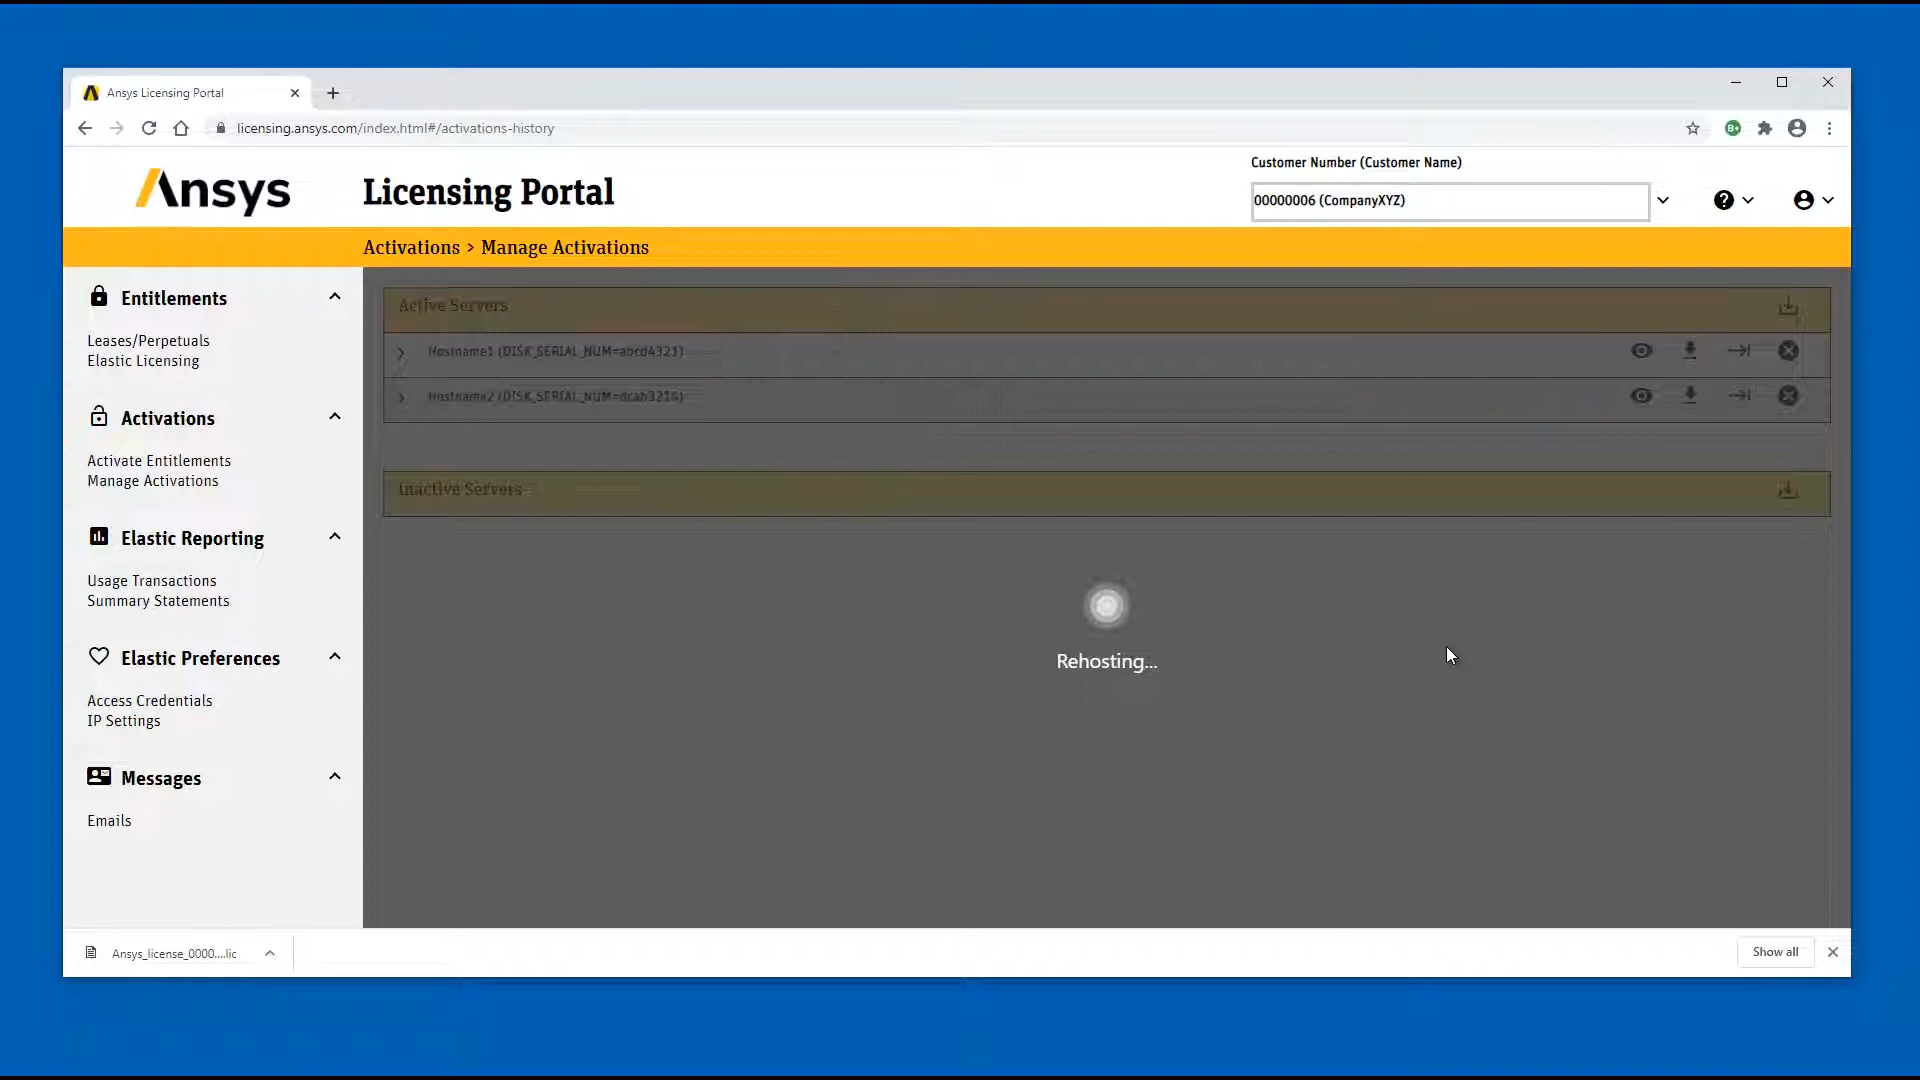 Ansys Licensing Portal
licensing.ansys.com/index.html#/activations-history
B+
Ansys
Licensing Portal
Customer Number (Customer Name)
00000006 (CompanyXYZ)
Activations > Manage Activations
Entitlements
Leases/Perpetuals
Elastic Licensing
Activations
Activate Entitlements
Manage Activations
Elastic Reporting
Usage Transactions
Summary Statements
Elastic Preferences
Access Credentials
IP Settings
Messages
Emails
Active Servers
Hostname1 (DISK_SERIAL_NUM=abcd4321)
Hostname2 (DISK_SERIAL_NUM=dcab3214)
Inactive Servers
Rehosting...
Ansys_license_0000....lic
Show all